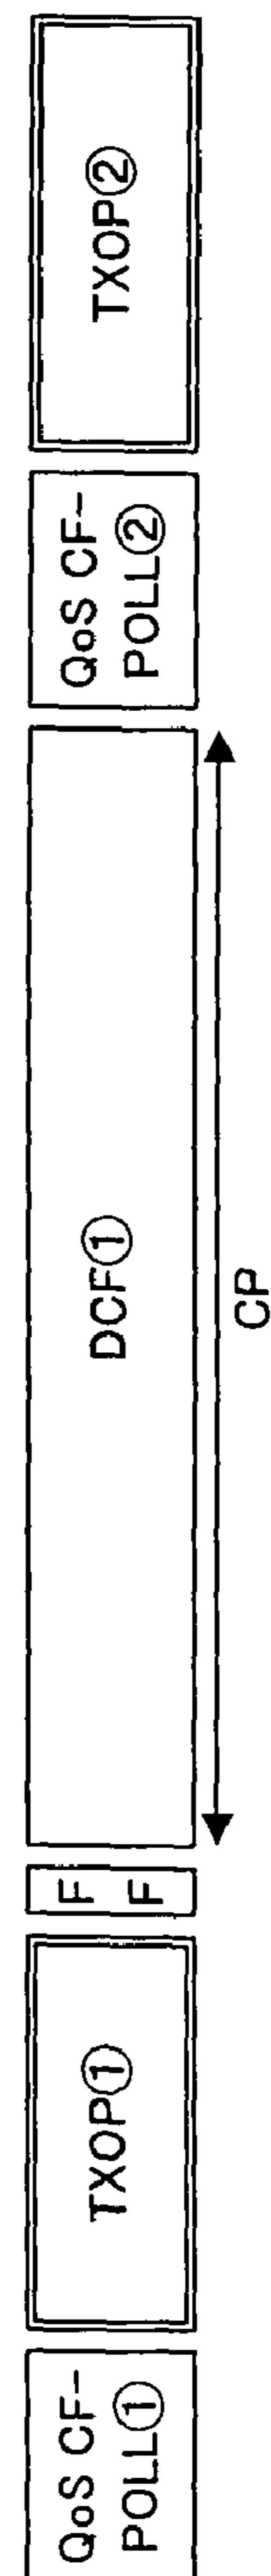 QoS CF-
POLL①
TXOP①
F
F
DCF①
CP
QoS CF-
POLL②
TXOP②